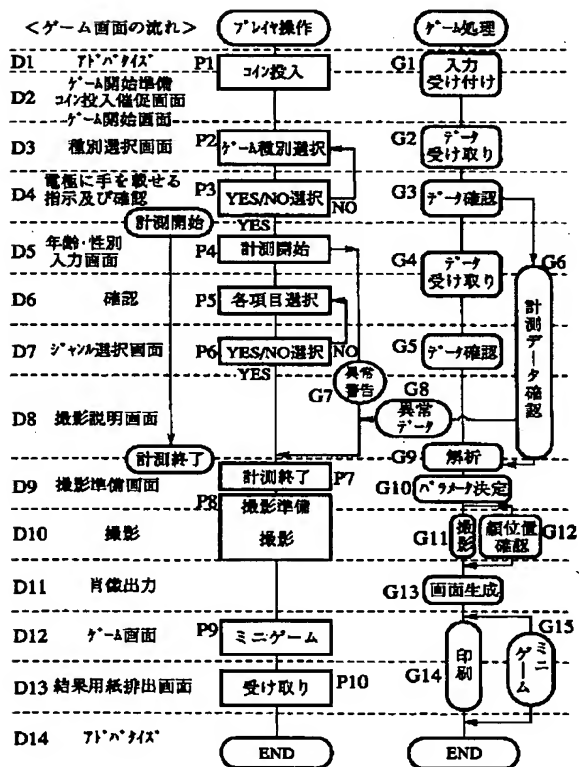 ＜ゲーム画面の流れ＞ プレイヤ操作 ゲーム処理
D1 アドバタイズ P1 コイン投入 G1 入力受け付け
D2 ゲーム開始準備
コイン投入催促画面
ゲーム開始画面
D3 種別選択画面 P2 ゲーム種別選択 G2 データ受け取り
D4 電極に手を載せる
指示及び確認 P3 YES/NO選択 NO G3 データ確認
計測開始 YES
D5 年齢・性別
入力画面 P4 計測開始 G4 データ受け取り G6 計測データ確認
D6 確認 P5 各項目選択
D7 ジャンル選択画面 P6 YES/NO選択 NO G5 データ確認
YES G7 異常警告 G8 異常データ
D8 撮影説明画面
計測終了 G9 解析
D9 撮影準備画面 計測終了 P7 G10 パラメータ決定
P8 撮影準備
D10 撮影 撮影 G11 撮影 顔位置確認 G12
D11 肖像出力 G13 画面生成
D12 ゲーム画面 P9 ミニゲーム G14 印刷 G15 ミニゲーム
D13 結果用紙排出画面 受け取り P10
D14 アドバタイズ
END END